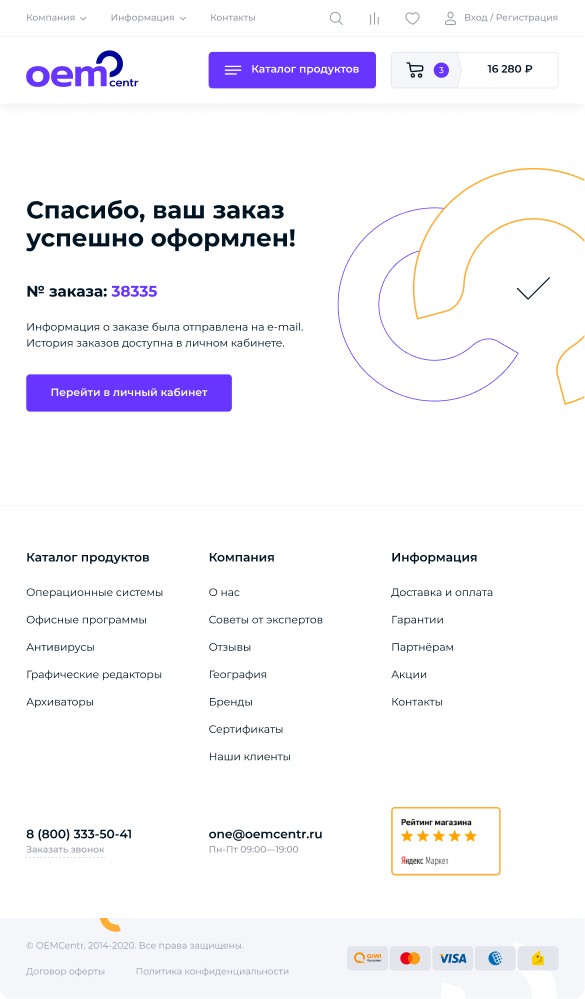 Компания
Информация
Контакты
Вход / Регистрация
oem centr
Каталог продуктов
3
16 280 ₽
Спасибо, ваш заказ
успешно оформлен!
№ заказа: 38335
Информация о заказе была отправлена на e-mail.
История заказов доступна в личном кабинете.
Перейти в личный кабинет
Каталог продуктов
Операционные системы
Офисные программы
Антивирусы
Графические редакторы
Архиваторы
Компания
О нас
Советы от экспертов
Отзывы
География
Бренды
Сертификаты
Наши клиенты
Информация
Доставка и оплата
Гарантии
Партнёрам
Акции
Контакты
8 (800) 333-50-41
Заказать звонок
one@oemcentr.ru
Пн-Пт 09:00—19:00
Рейтинг магазина
Яндекс Маркет
© OEMCentr, 2014-2020. Все права защищены.
Договор оферты
Политика конфиденциальности
QIWI
VISA